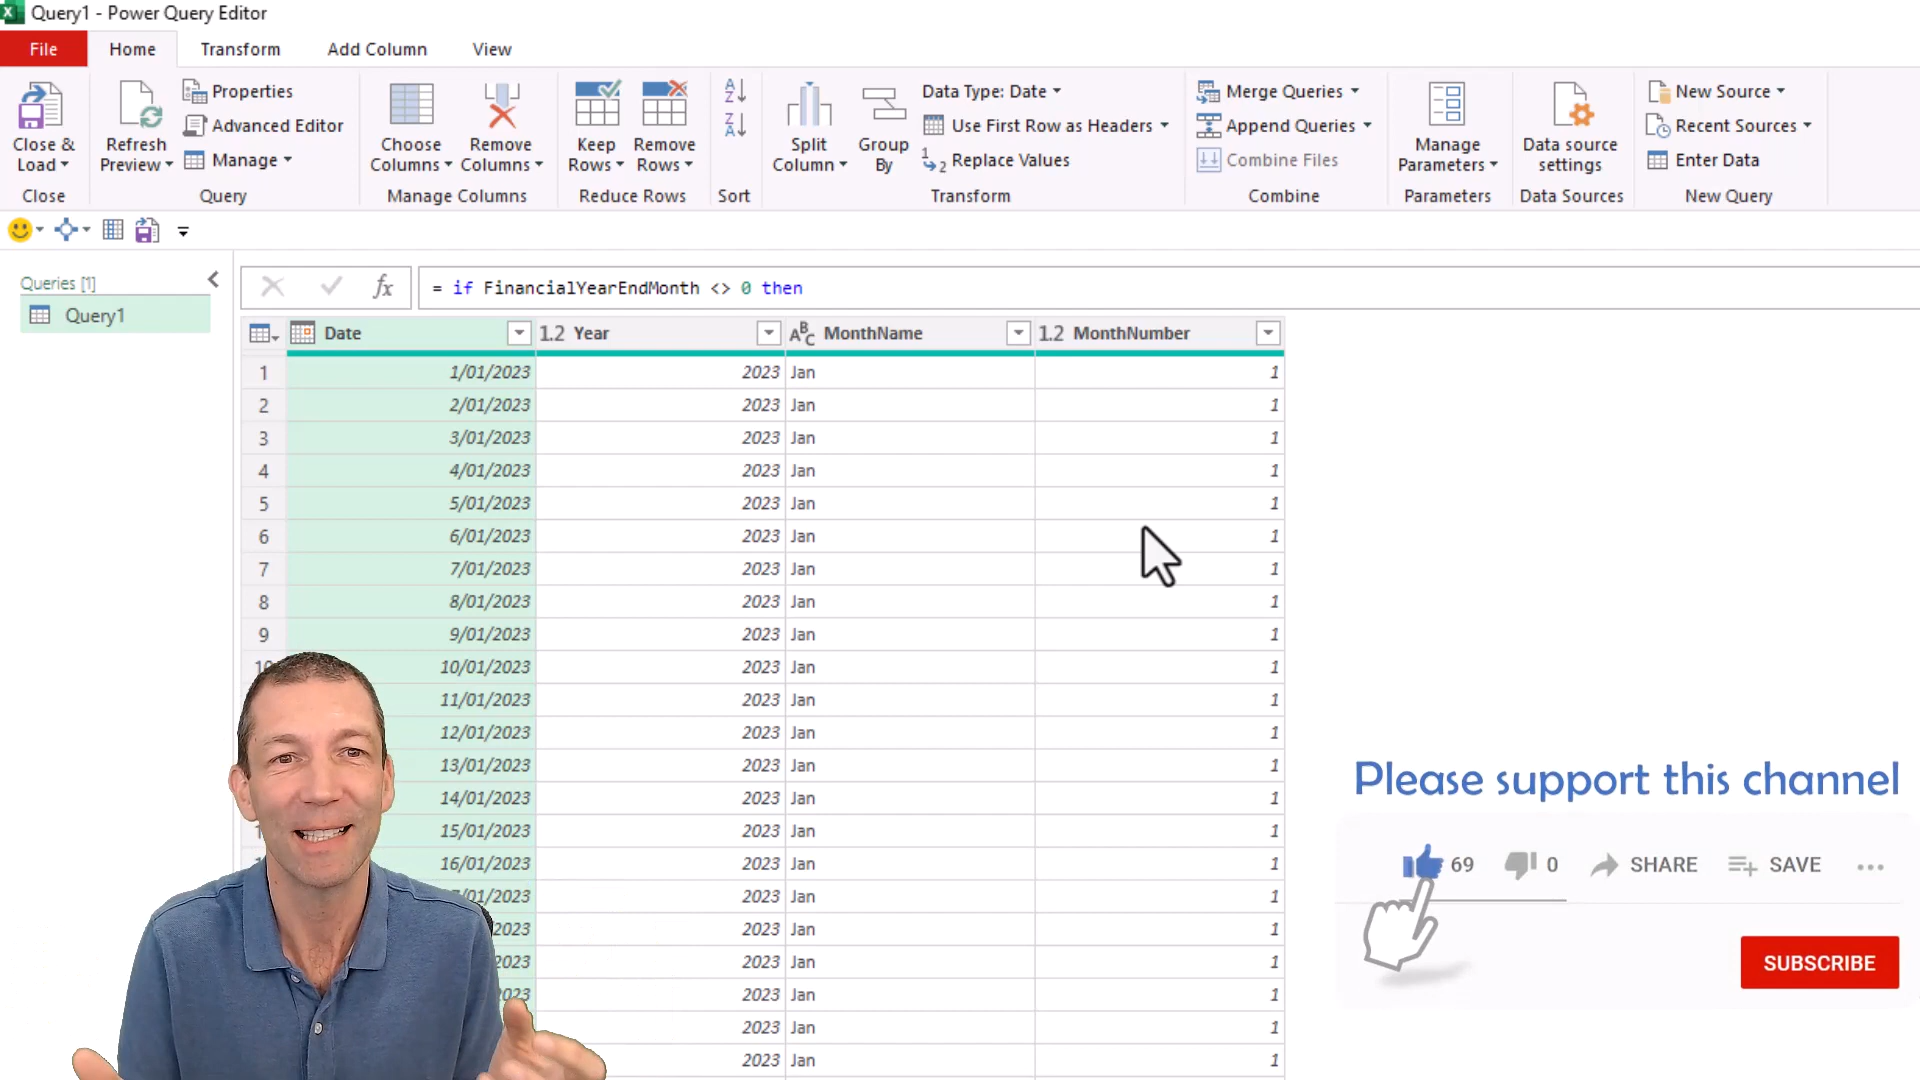 Query1 - Power Query Editor
File Home Transform Add Column View
Close & Load
Close
Refresh Preview
Properties
Advanced Editor
Manage
Query
Choose Columns
Remove Columns
Manage Columns
Keep Rows
Remove Rows
Reduce Rows
Sort
Split Column
Group By
Data Type: Date
Use First Row as Headers
Replace Values
Transform
Merge Queries
Append Queries
Combine Files
Combine
Manage Parameters
Parameters
Data source settings
Data Sources
New Source
Recent Sources
Enter Data
New Query
Queries [1]
Query1
fx
= if FinancialYearEndMonth <> 0 then
Date 1.2 Year ABC MonthName 1.2 MonthNumber
1 1/01/2023 2023 Jan 1
2 2/01/2023 2023 Jan 1
3 3/01/2023 2023 Jan 1
4 4/01/2023 2023 Jan 1
5 5/01/2023 2023 Jan 1
6 6/01/2023 2023 Jan 1
7 7/01/2023 2023 Jan 1
8 8/01/2023 2023 Jan 1
9 9/01/2023 2023 Jan 1
10/01/2023 2023 Jan 1
11/01/2023 2023 Jan 1
12/01/2023 2023 Jan 1
13/01/2023 2023 Jan 1
14/01/2023 2023 Jan 1
15/01/2023 2023 Jan 1
16/01/2023 2023 Jan 1
/01/2023 2023 Jan 1
2023 2023 Jan 1
2023 2023 Jan 1
2023 2023 Jan 1
2023 Jan 1
2023 Jan 1
Please support this channel
69 0 SHARE SAVE
SUBSCRIBE